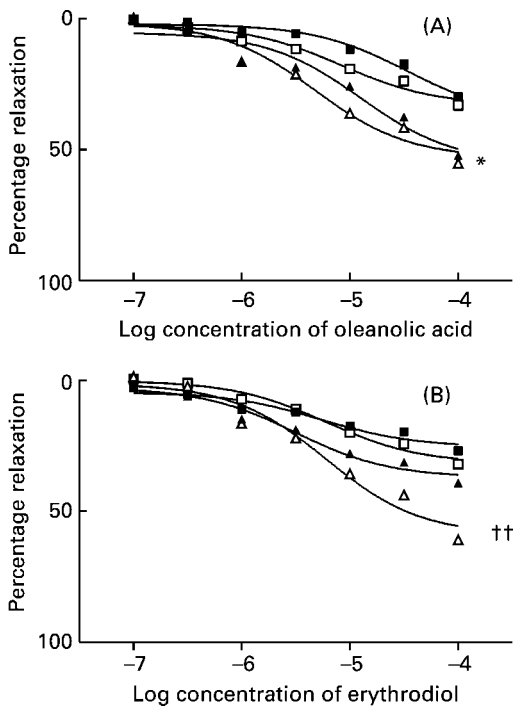 (A)
0
50
100
Percentage relaxation
*
–7 –6 –5 –4
Log concentration of oleanolic acid
(B)
0
50
100
Percentage relaxation
††
–7 –6 –5 –4
Log concentration of erythrodiol